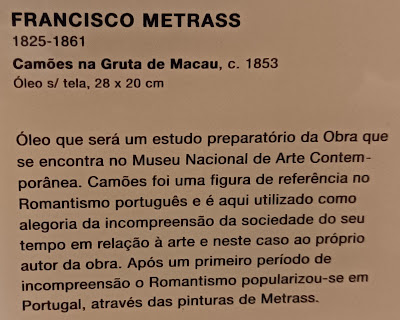 FRANCISCO METRASS
1825-1861
Camões na Gruta de Macau, c. 1853
Óleo s/ tela, 28 x 20 cm
Óleo que será um estudo preparatório da Obra que
se encontra no Museu Nacional de Arte Contem-
porânea. Camões foi uma figura de referência no
Romantismo português e é aqui utilizado como
alegoria da incompreensão da sociedade do seu
tempo em relação à arte e neste caso ao próprio
autor da obra. Após um primeiro período de
incompreensão o Romantismo popularizou-se em
Portugal, através das pinturas de Metrass.